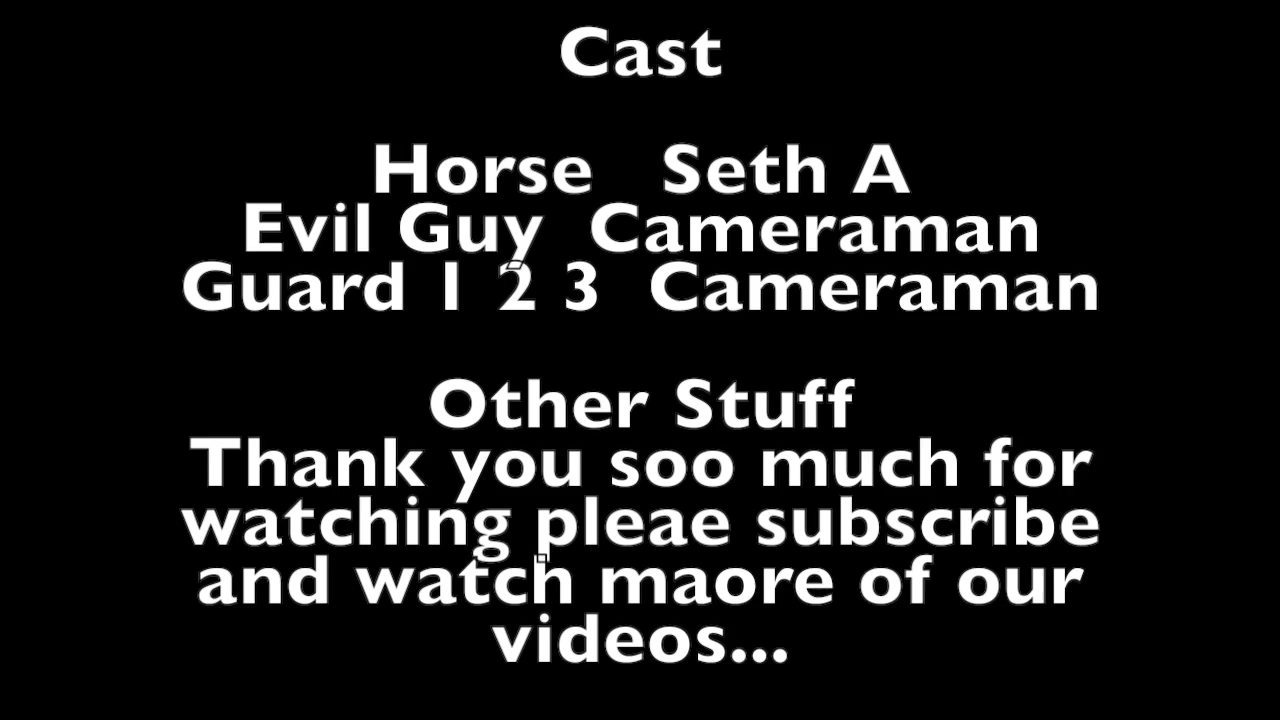 Cast
Horse Seth A
Evil Guy Cameraman
Guard 1 2 3 Cameraman
Other Stuff
Thank you soo much for
watching pleae subscribe
and watch maore of our
videos...